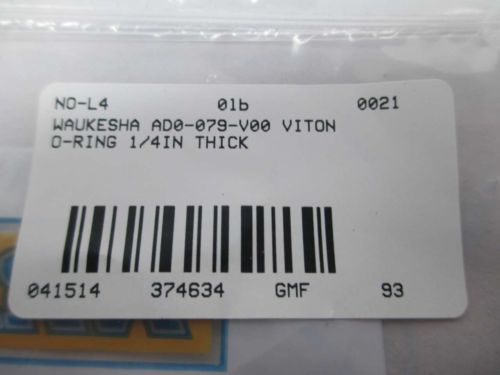 NO-L4 01b 0021
WAUKESHA AD0-079-V00 VITON
O-RING 1/4IN THICK
041514 374634 GMF 93